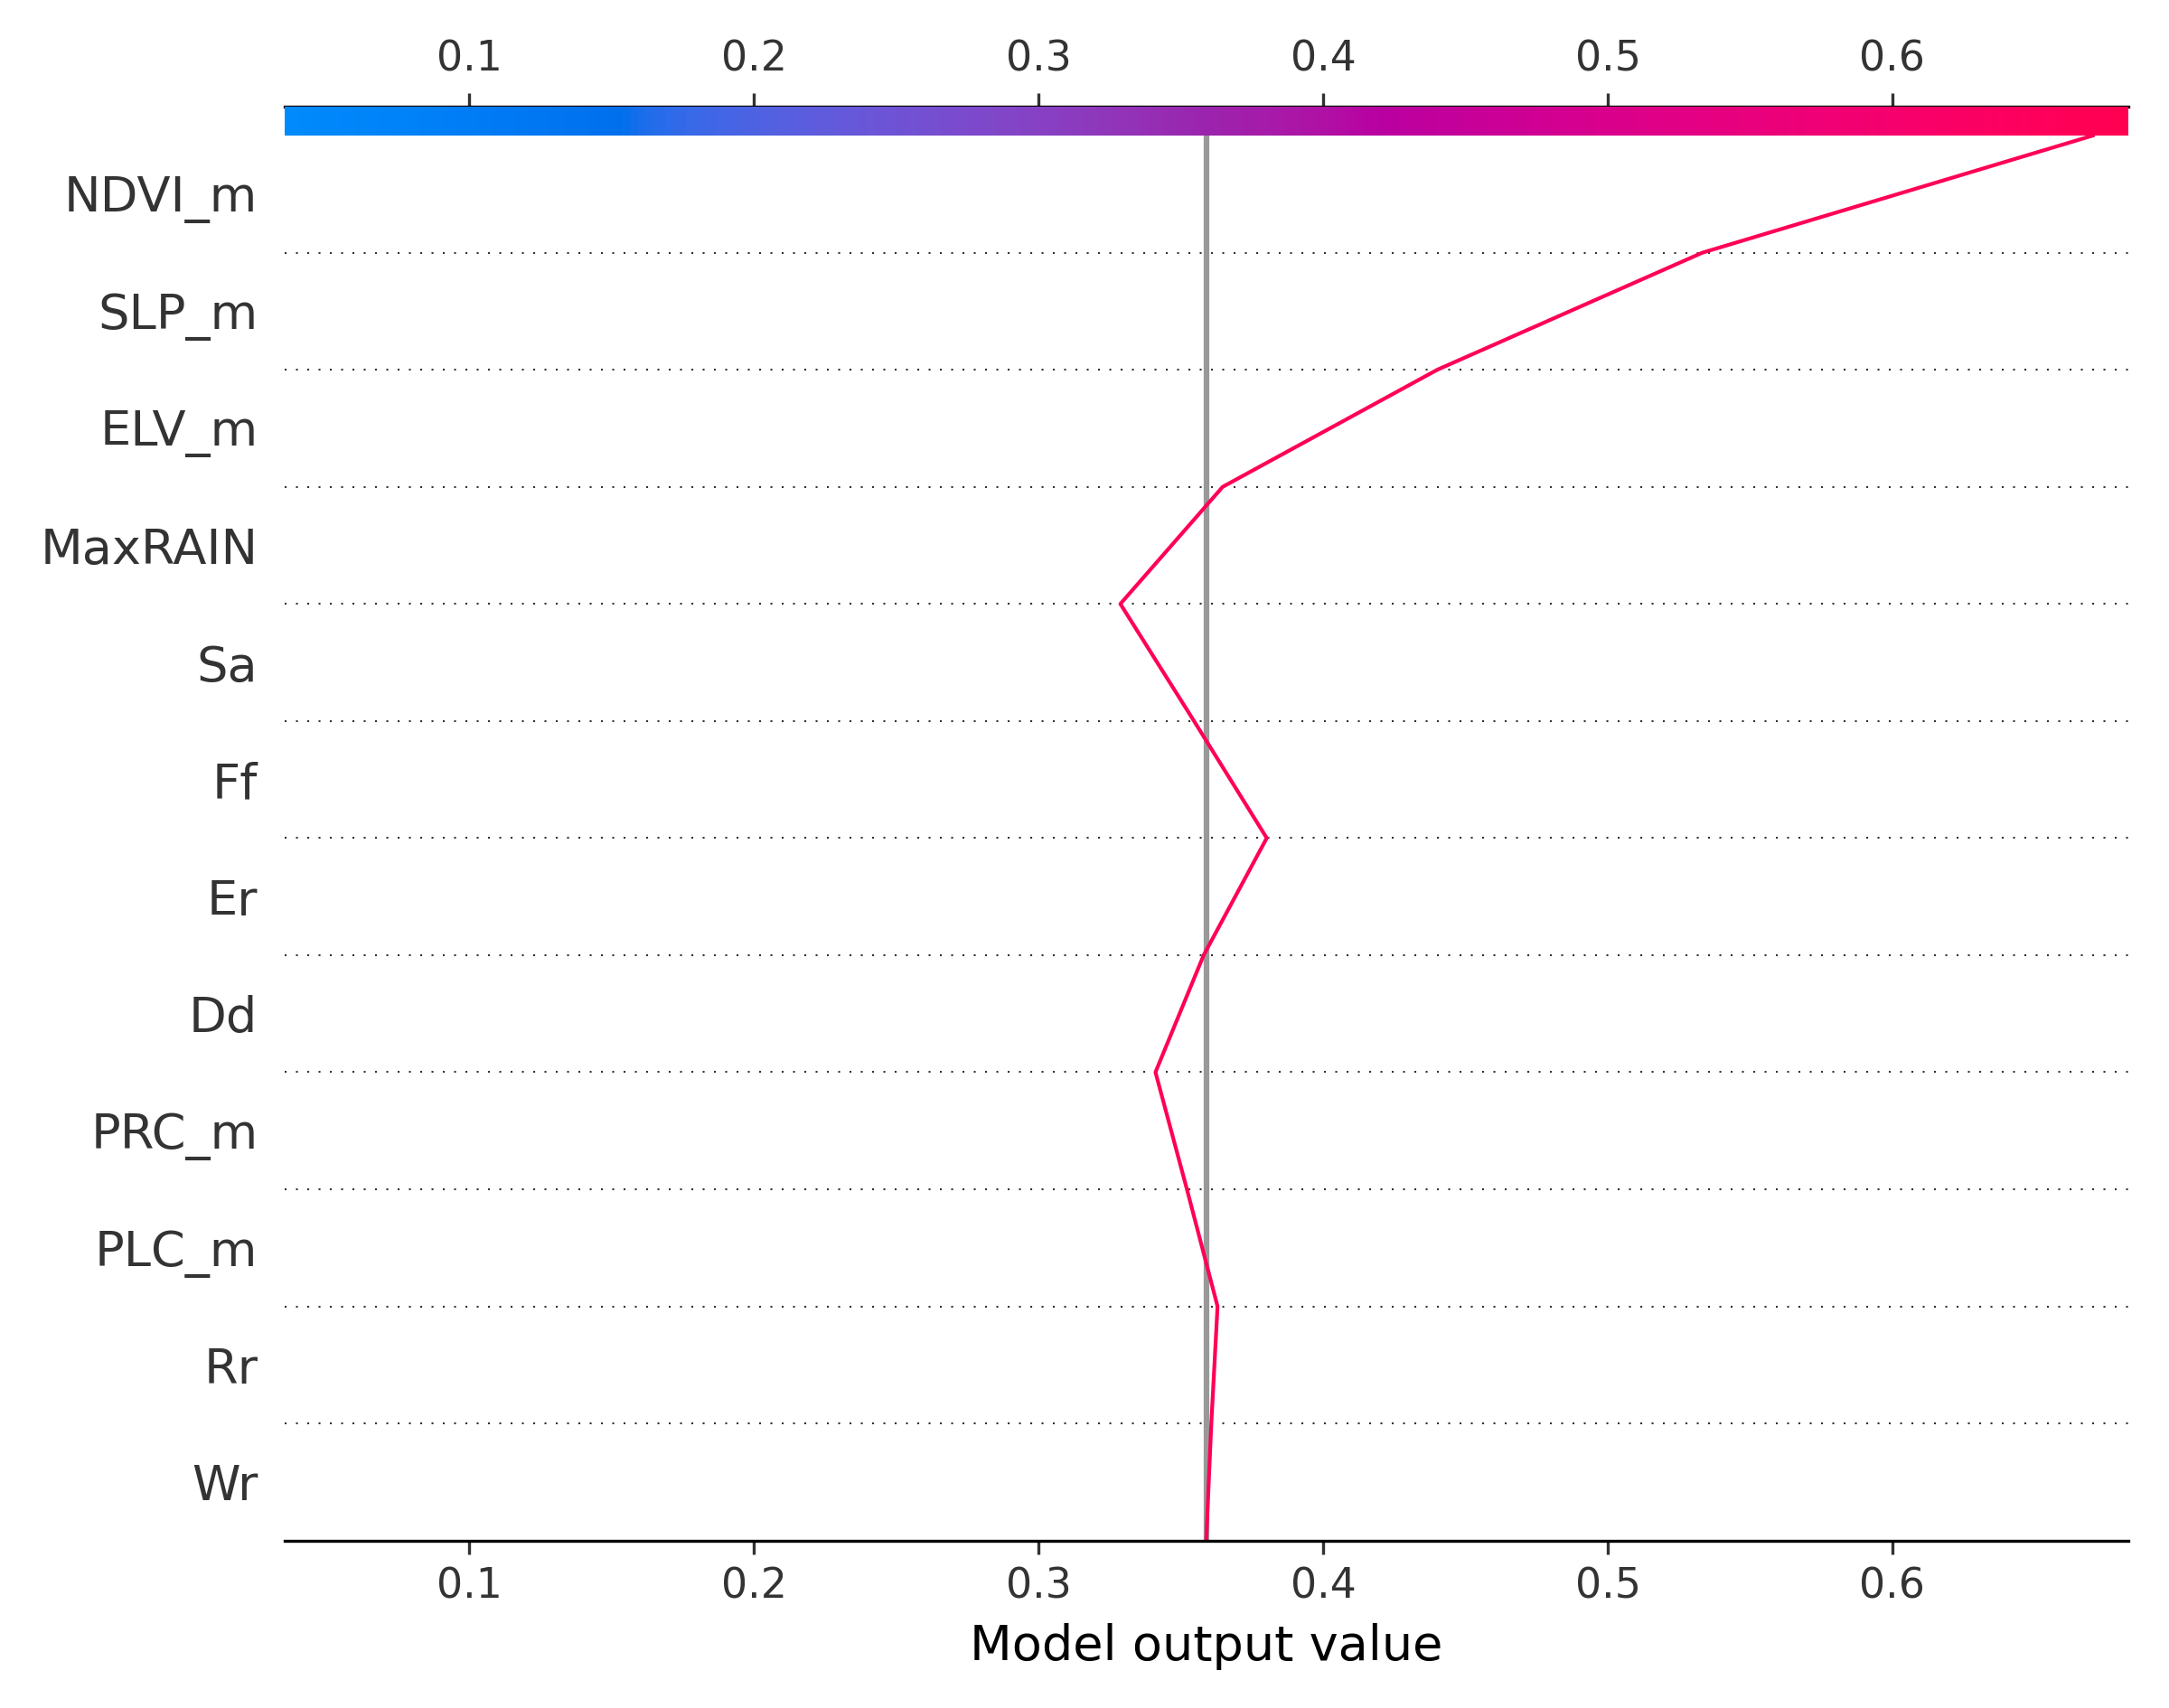 0.1 0.2 0.3 0.4 0.5 0.6
NDVI_m
SLP_m
ELV_m
MaxRAIN
Sa
Ff
Er
Dd
PRC_m
PLC_m
Rr
Wr
0.1 0.2 0.3 0.4 0.5 0.6
Model output value